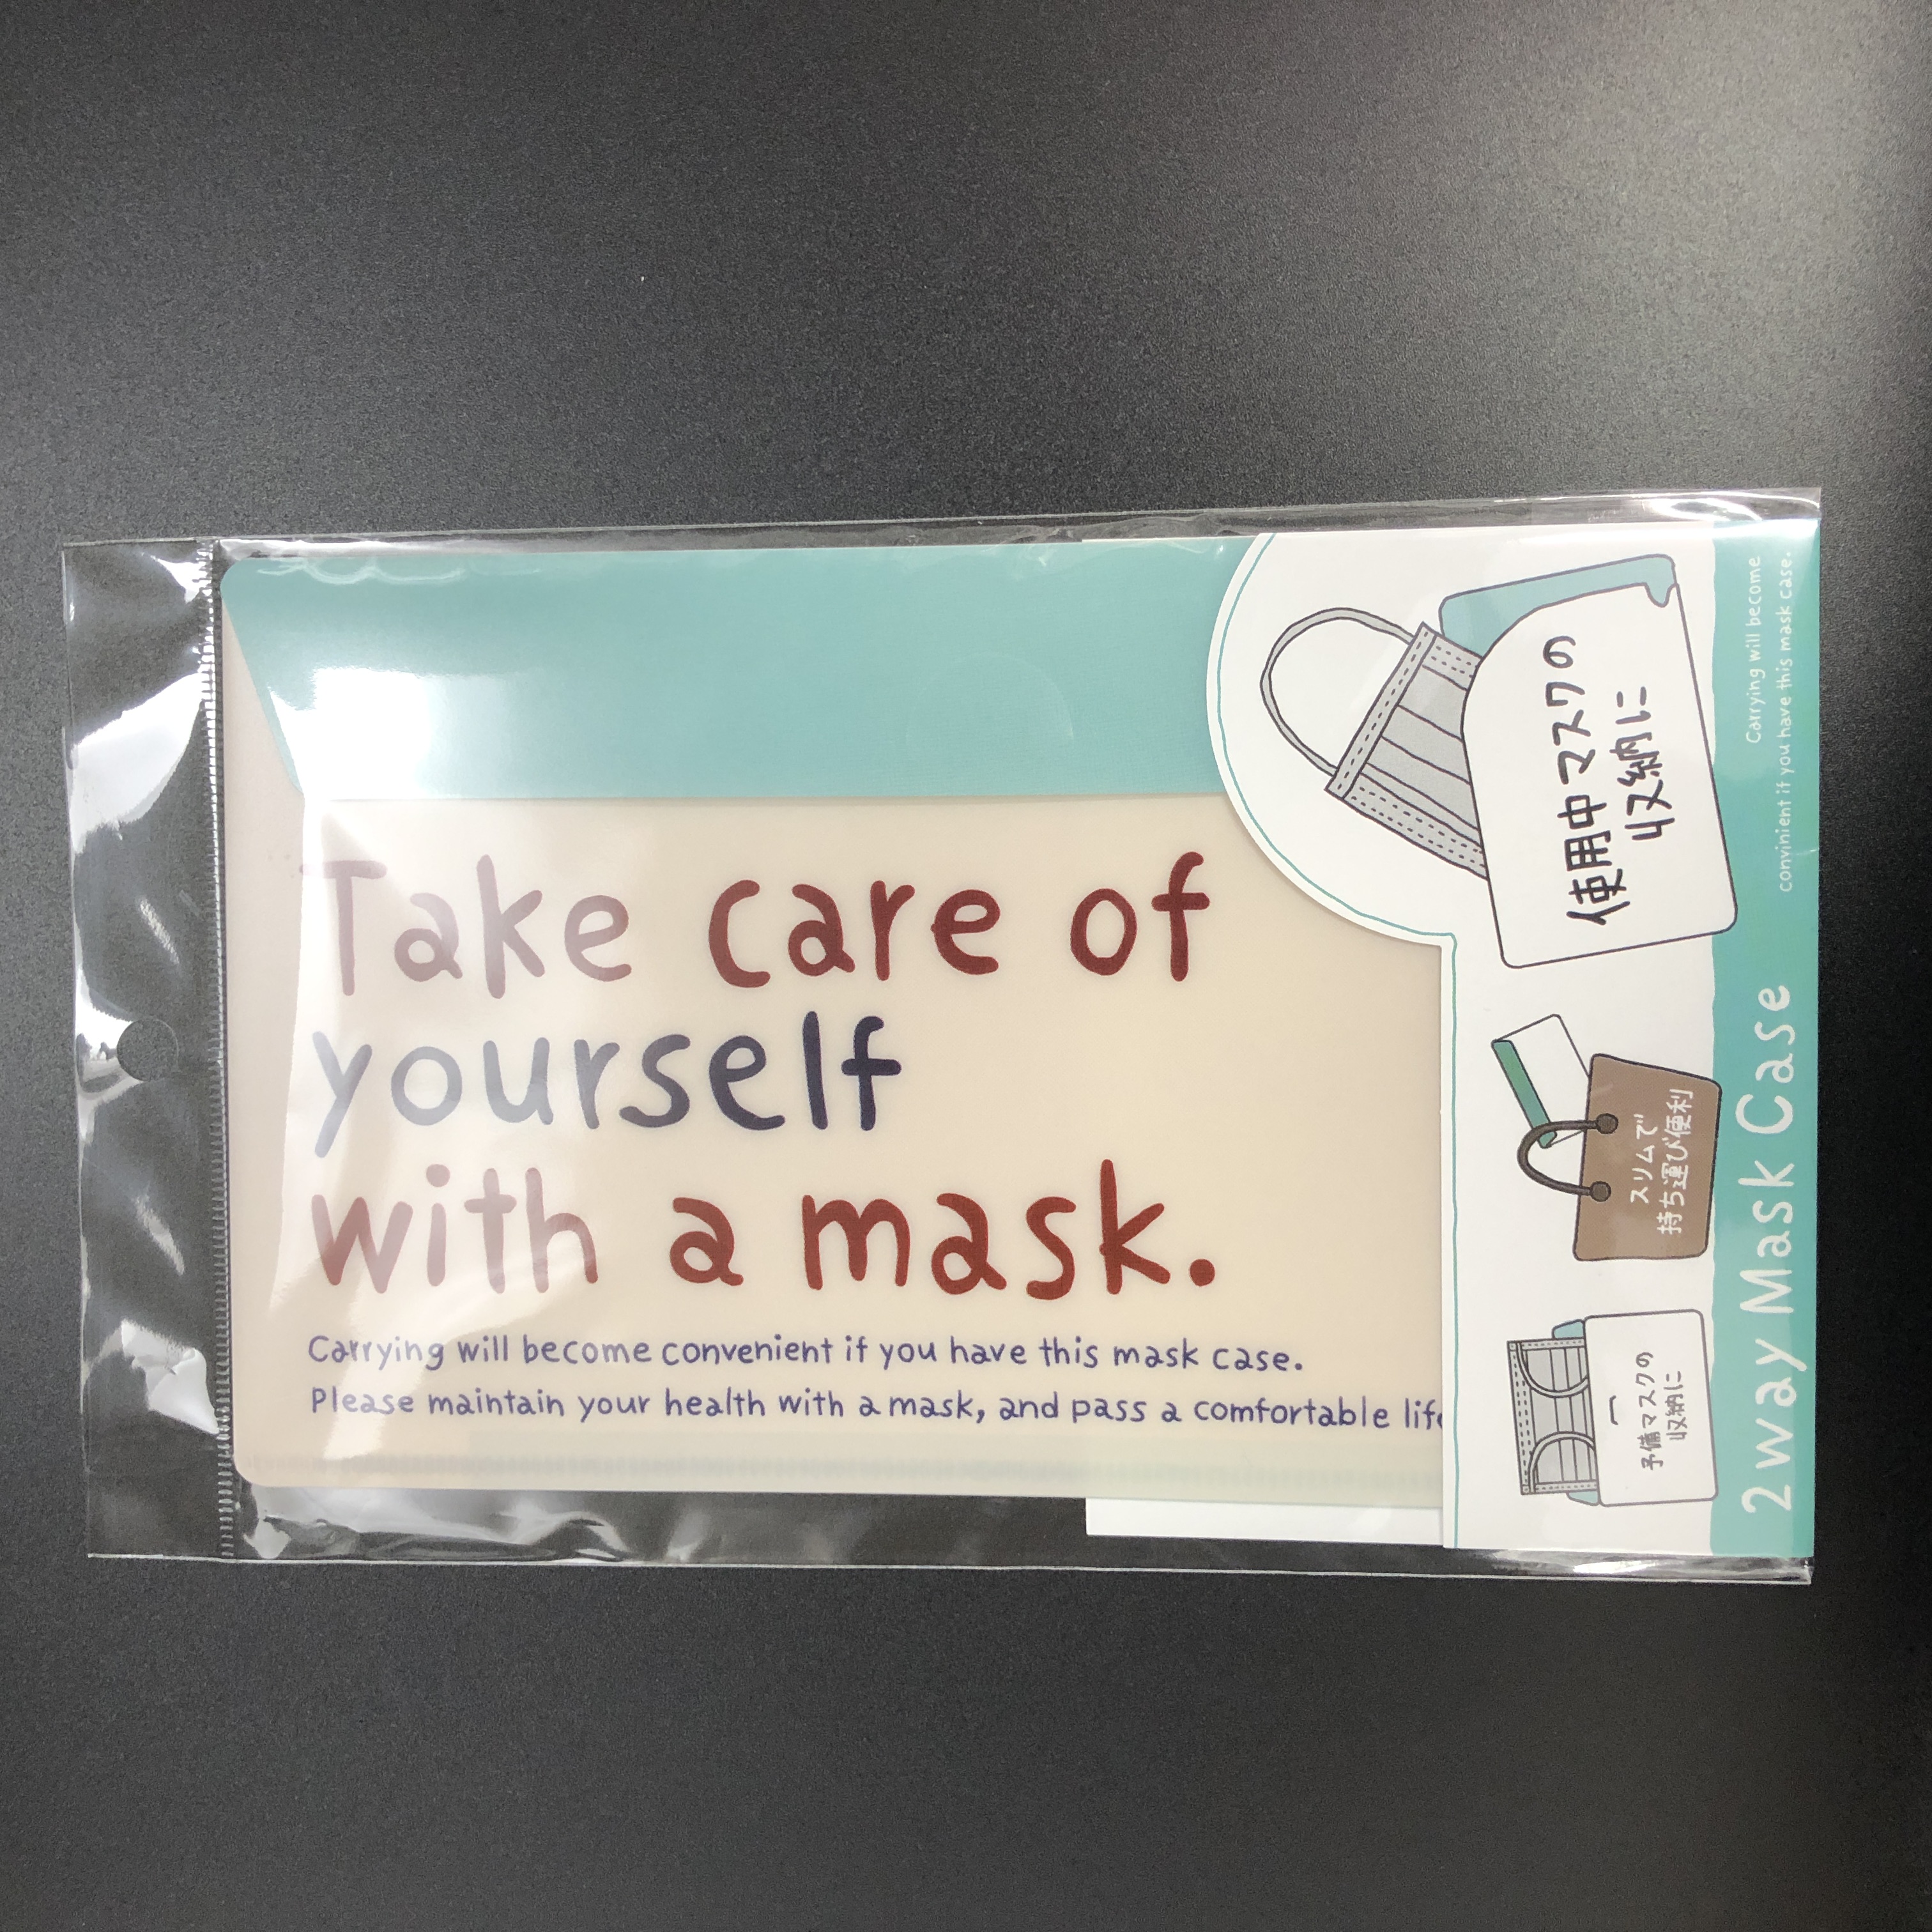 Take care of
yourself
with a mask.
Carrying will become convenient if you have this mask case.
Please maintain your health with a mask, and pass a comfortable
使用中マスクの
収納に
スリムで
持ち運び便利
予備マスクの
収納に
2way Mask Case
Carrying will become
convinient if you have this mask case.